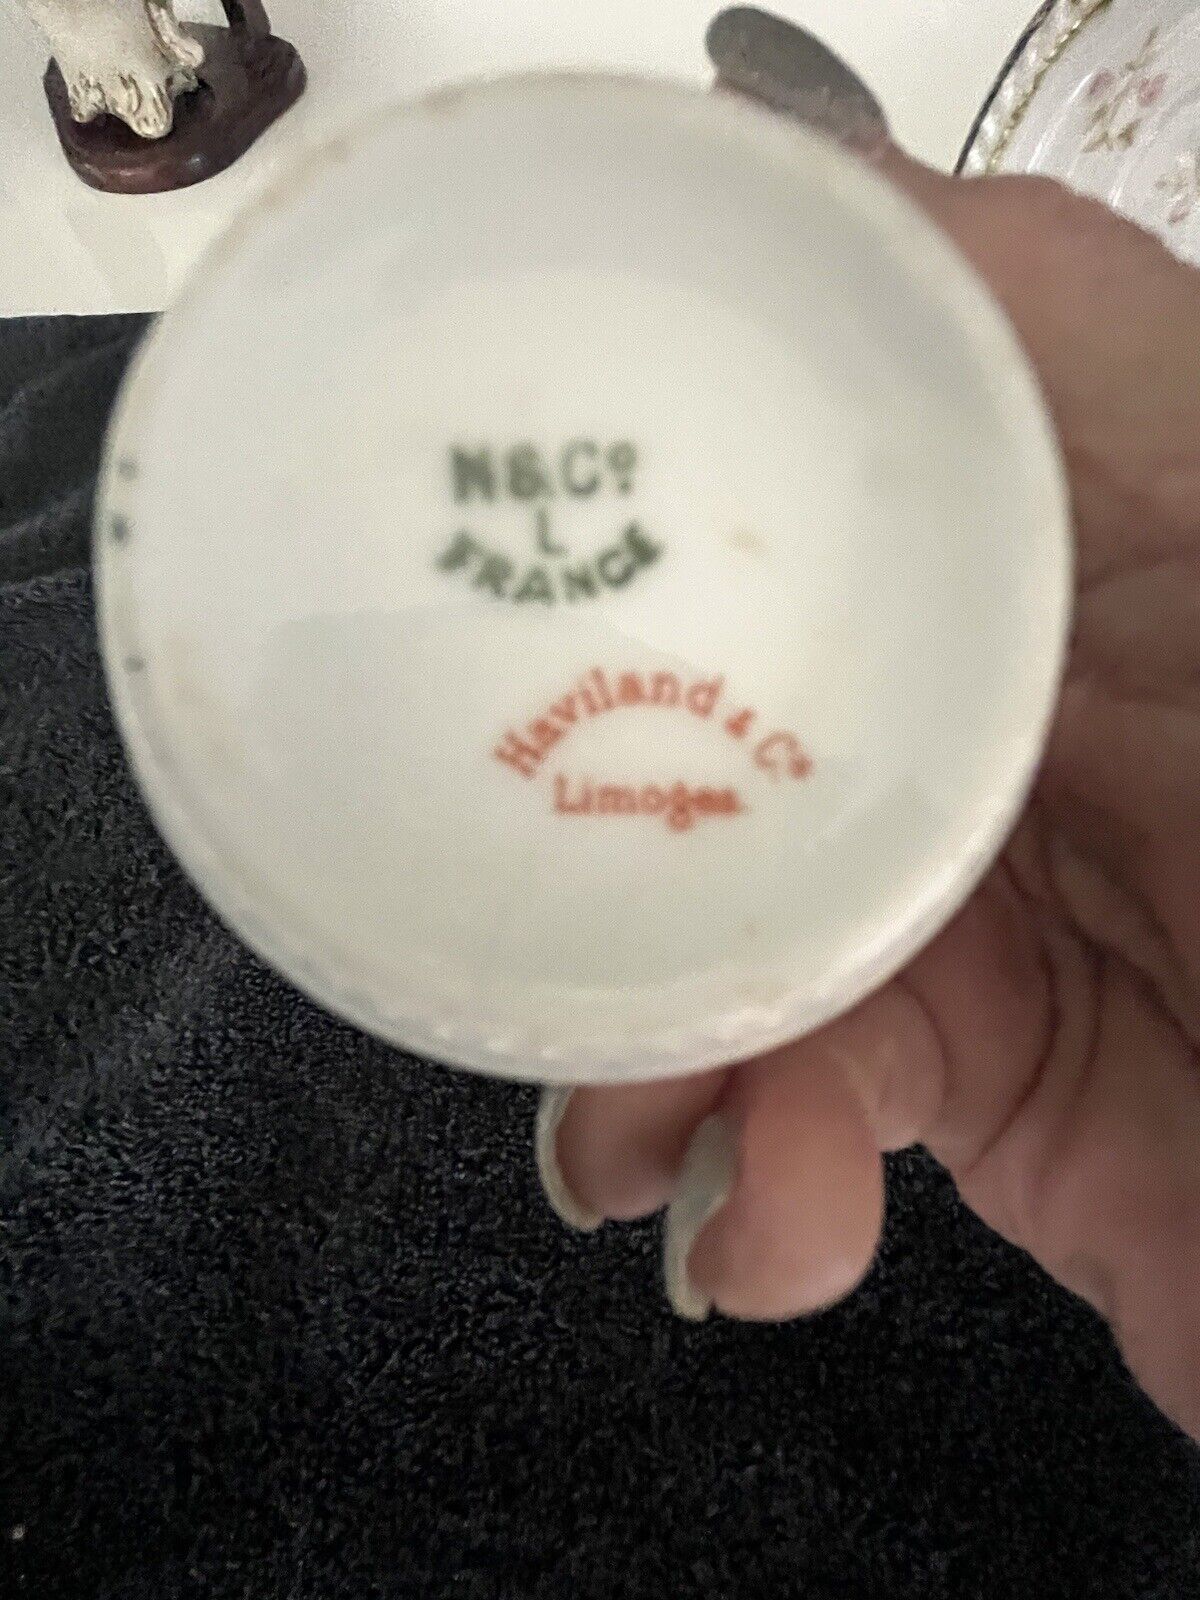 H&Cº
L
FRANCE
Haviland & Cº
Limoges